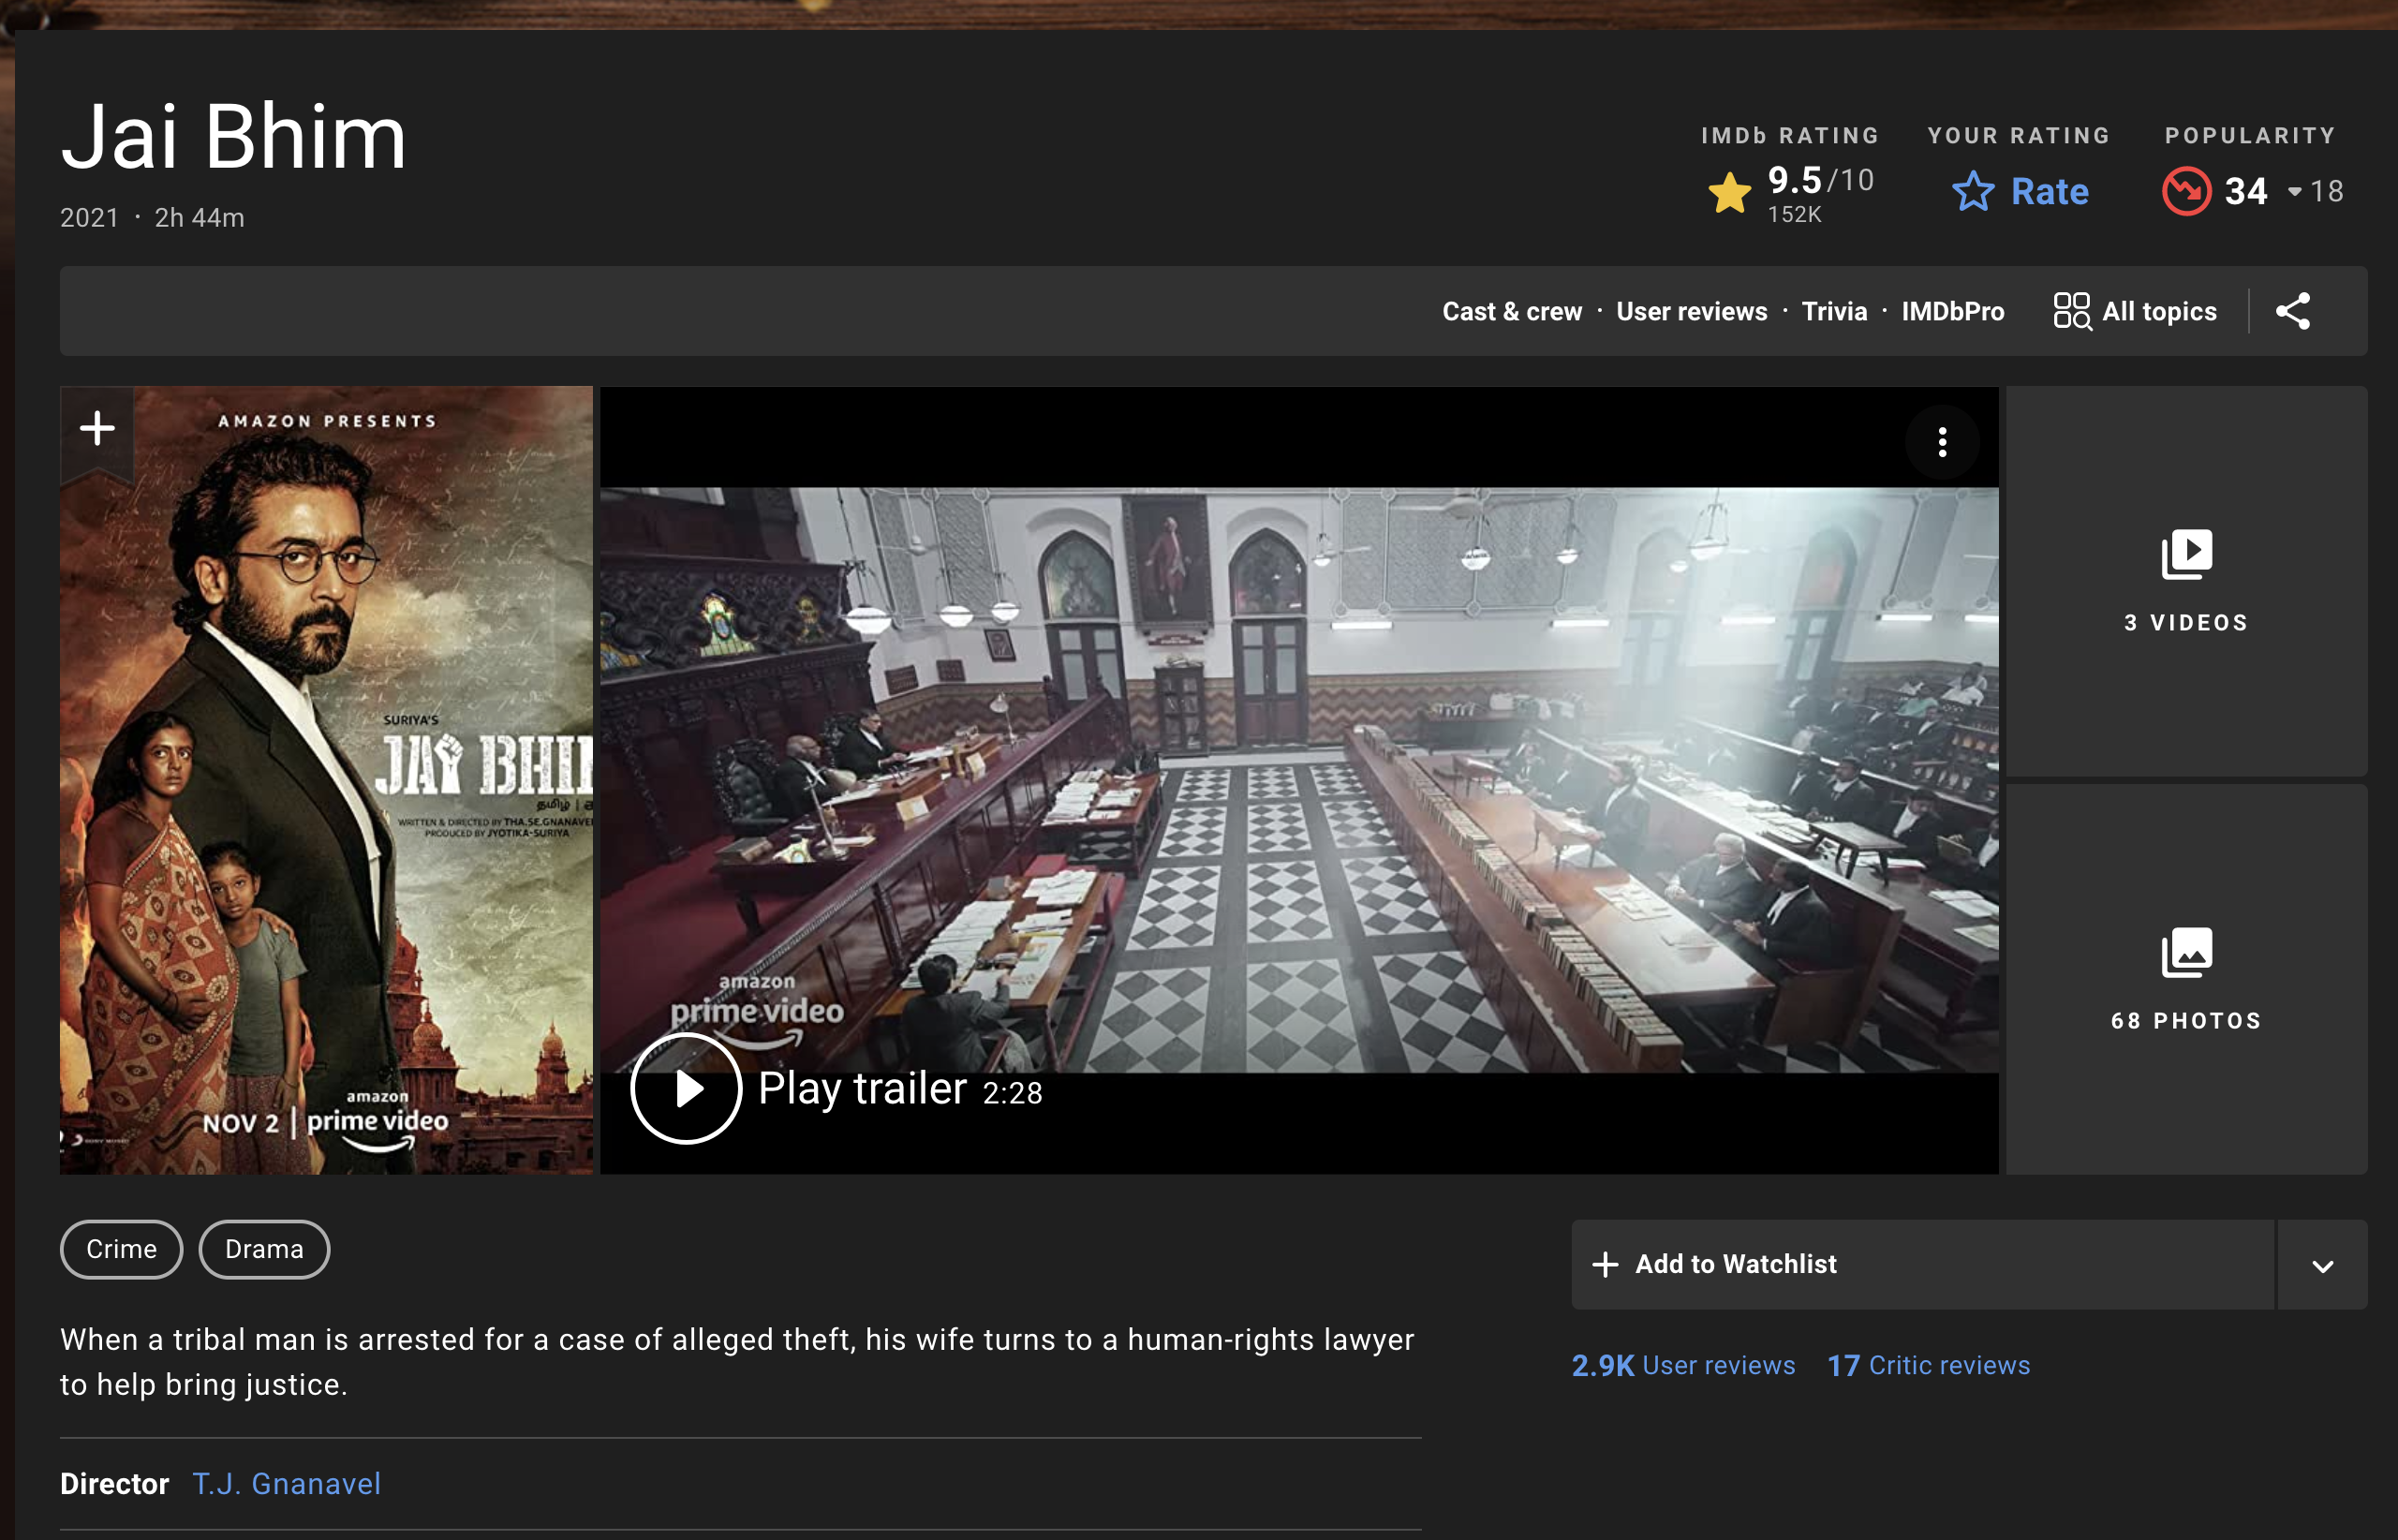 Jai Bhim
2021 · 2h 44m
IMDb RATING
9.5/10
152K
YOUR RATING
Rate
POPULARITY
34 18
Cast & crew · User reviews · Trivia · IMDbPro
All topics
AMAZON PRESENTS
SURIYA'S
JAI BHI
தமிழ் |
WRITTEN & DIRECTED BY THA.SE.GNANAVE
PRODUCED BY JYOTIKA-SURIYA
NOV 2 | amazon prime video
amazon
prime video
Play trailer 2:28
3 VIDEOS
68 PHOTOS
Crime
Drama
When a tribal man is arrested for a case of alleged theft, his wife turns to a human-rights lawyer
to help bring justice.
Director T.J. Gnanavel
Add to Watchlist
2.9K User reviews 17 Critic reviews